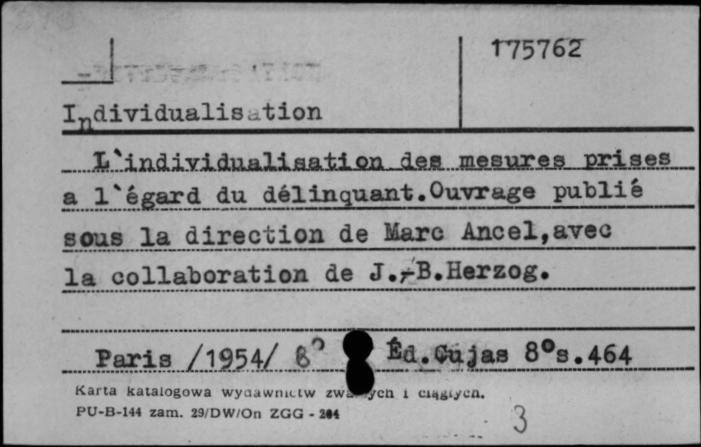 175762
Individualisation
L`individualisation des mesures prises
a l`égard du délinquant.Ouvrage publié
sous la direction de Marc Ancel,avec
la collaboration de J.-B.Herzog.
Paris /1954/ 8° Éd.Cujas 8°s.464
Karta katalogowa wydawnictw i ciągłych.
PU-B-144 zam. 29/DW/On ZGG - 204
3